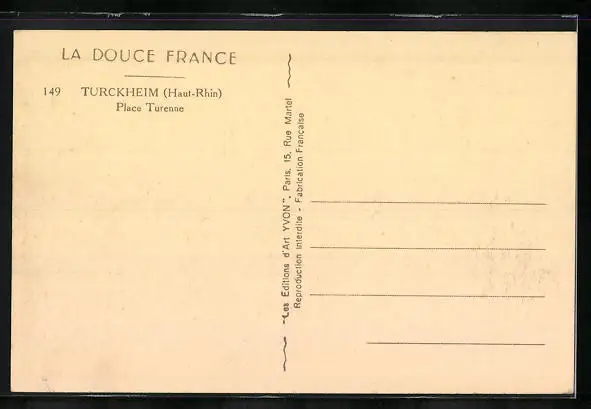 LA DOUCE FRANCE
149 TURCKHEIM (Haut-Rhin)
Place Turenne
"Les Editions d'Art YVON", Paris, 15, Rue Martel
Reproduction Interdite - Fabrication Française